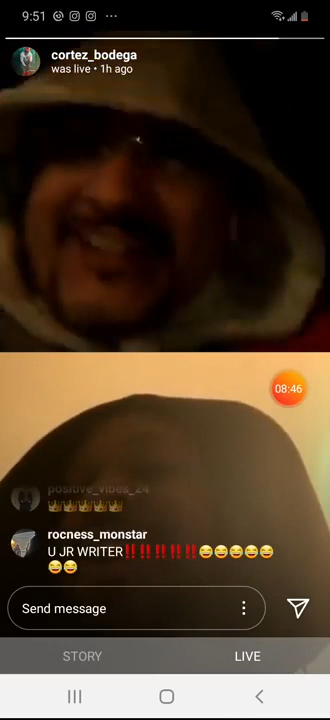 9:51
cortez_bodega
was live • 1h ago
08:46
positive_vibes_24
👑👑👑👑👑
rocness_monstar
U JR WRITER‼️‼️‼️‼️‼️😂😂😂😂😂
😂😂
Send message
STORY LIVE